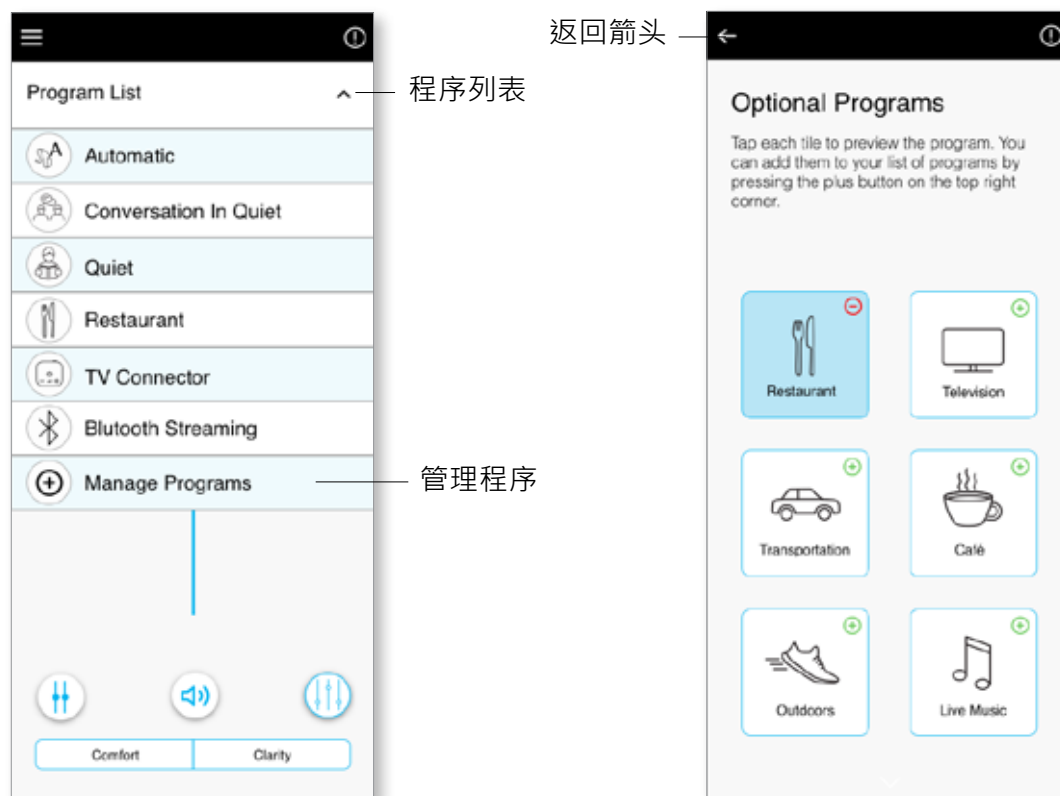 Program List
程序列表
Automatic
Conversation In Quiet
Quiet
Restaurant
TV Connector
Blutooth Streaming
Manage Programs
管理程序
Comfort
Clarity
返回箭头
Optional Programs
Tap each tile to preview the program. You
can add them to your list of programs by
pressing the plus button on the top right
corner.
Restaurant
Television
Transportation
Café
Outdoors
Live Music